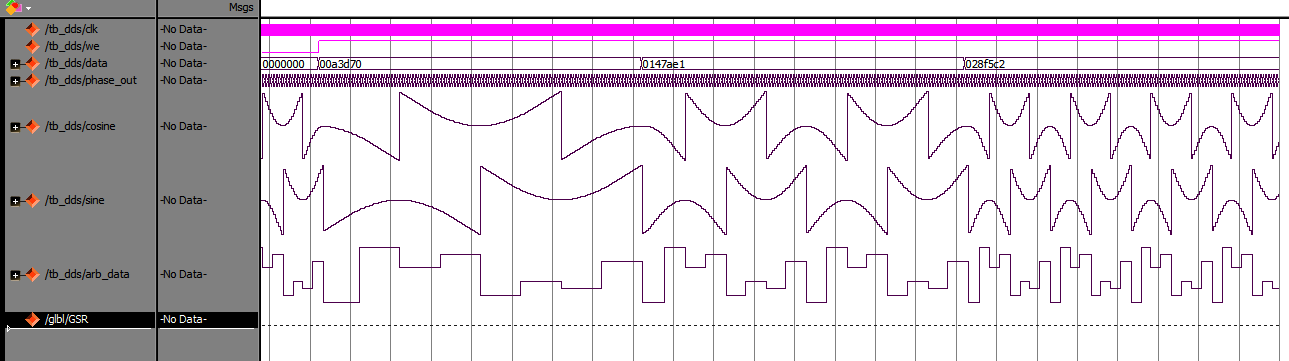 Msgs
/tb_dds/clk -No Data-
/tb_dds/we -No Data-
/tb_dds/data -No Data- 0000000 00a3d70 0147ae1 028f5c2
/tb_dds/phase_out -No Data-
/tb_dds/cosine -No Data-
/tb_dds/sine -No Data-
/tb_dds/arb_data -No Data-
/glbl/GSR -No Data-